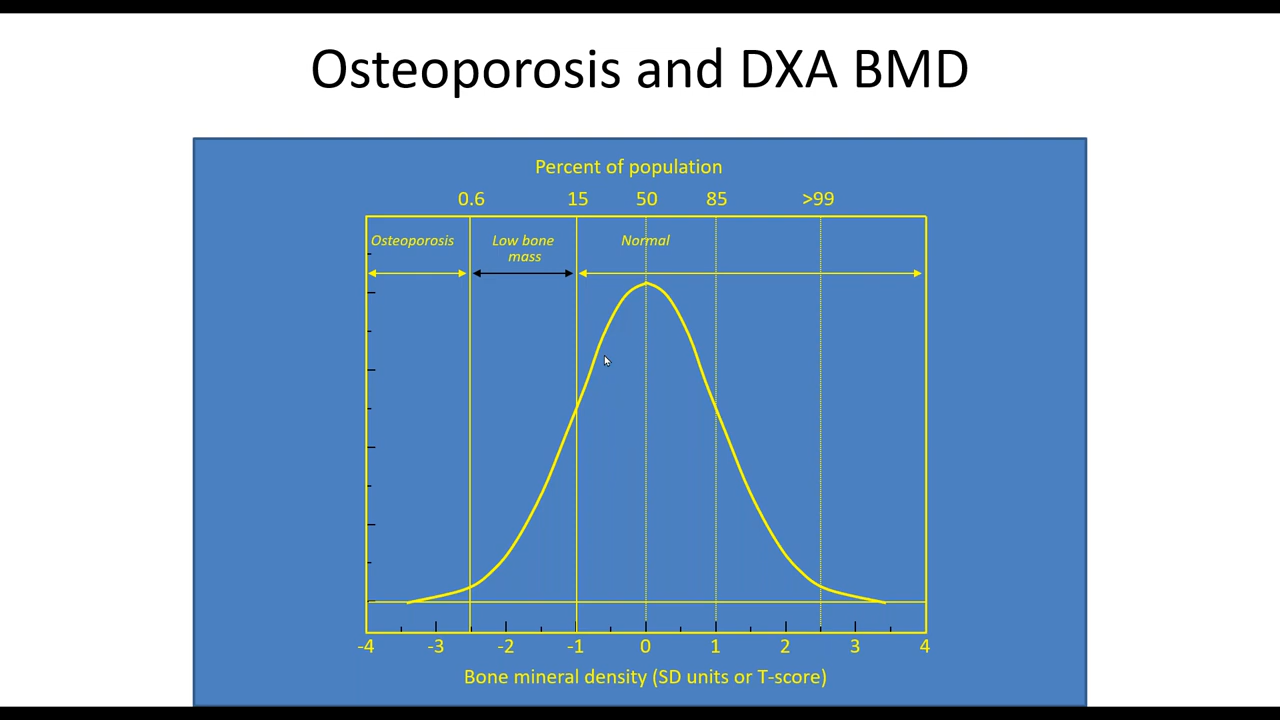 Osteoporosis and DXA BMD
Percent of population
0.6 15 50 85 >99
Osteoporosis Low bone Normal
mass
-4 -3 -2 -1 0 1 2 3 4
Bone mineral density (SD units or T-score)